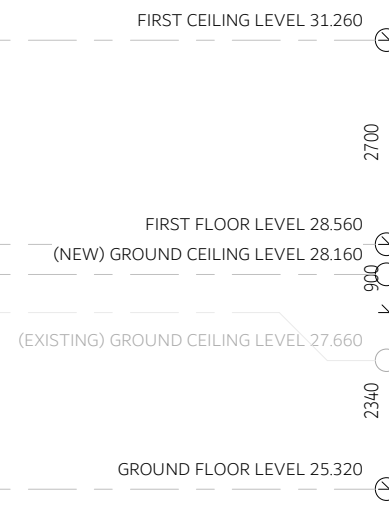 FIRST CEILING LEVEL 31.260
2700
FIRST FLOOR LEVEL 28.560
(NEW) GROUND CEILING LEVEL 28.160
900
(EXISTING) GROUND CEILING LEVEL 27.660
2340
GROUND FLOOR LEVEL 25.320